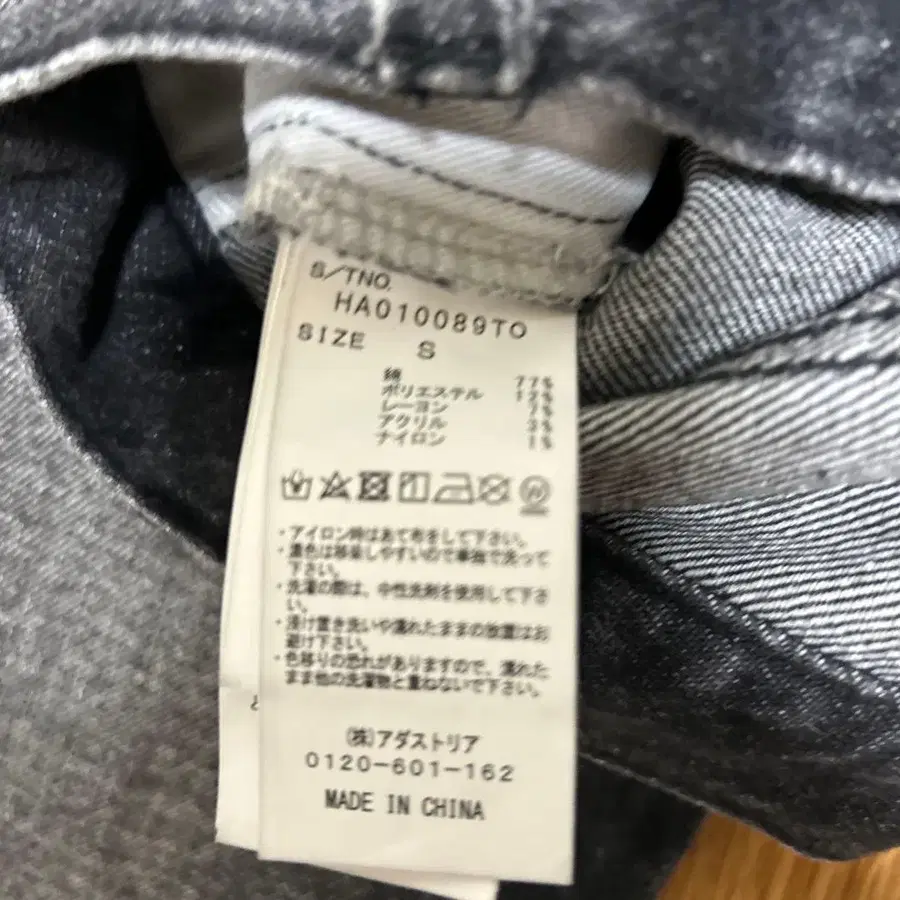 S/TNO.
HA010089TO
SIZE S
綿 77%
ポリエステル 12%
レーヨン 7%
アクリル 3%
ナイロン 1%
・アイロン時はあて布をして下さい。
・濃色は移染しやすいので単独で洗って
下さい。
・洗濯の際は、中性洗剤を使用して下さ
い。
・浸け置き洗いや濡れたままの放置はお
避け下さい。
・色移りの恐れがありますので、濡れた
まま他の洗濯物と重ねないで下さい。
(株)アダストリア
0120-601-162
MADE IN CHINA